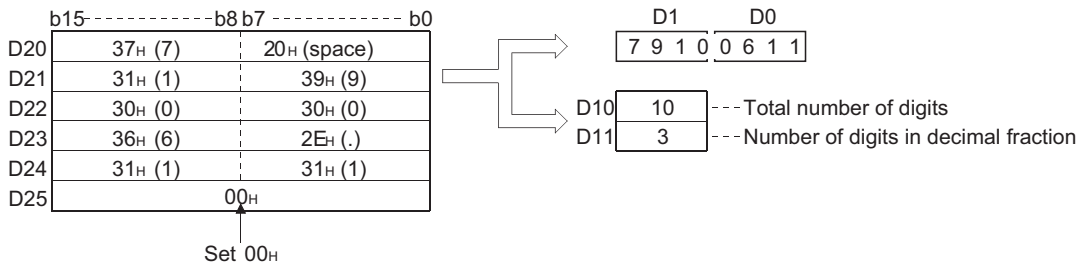 b15 b8 b7 b0
D20 37H (7) 20H (space)
D21 31H (1) 39H (9)
D22 30H (0) 30H (0)
D23 36H (6) 2EH (.)
D24 31H (1) 31H (1)
D25 00H
Set 00H
D1 D0
7 9 1 0 0 6 1 1
D10 10 Total number of digits
D11 3 Number of digits in decimal fraction